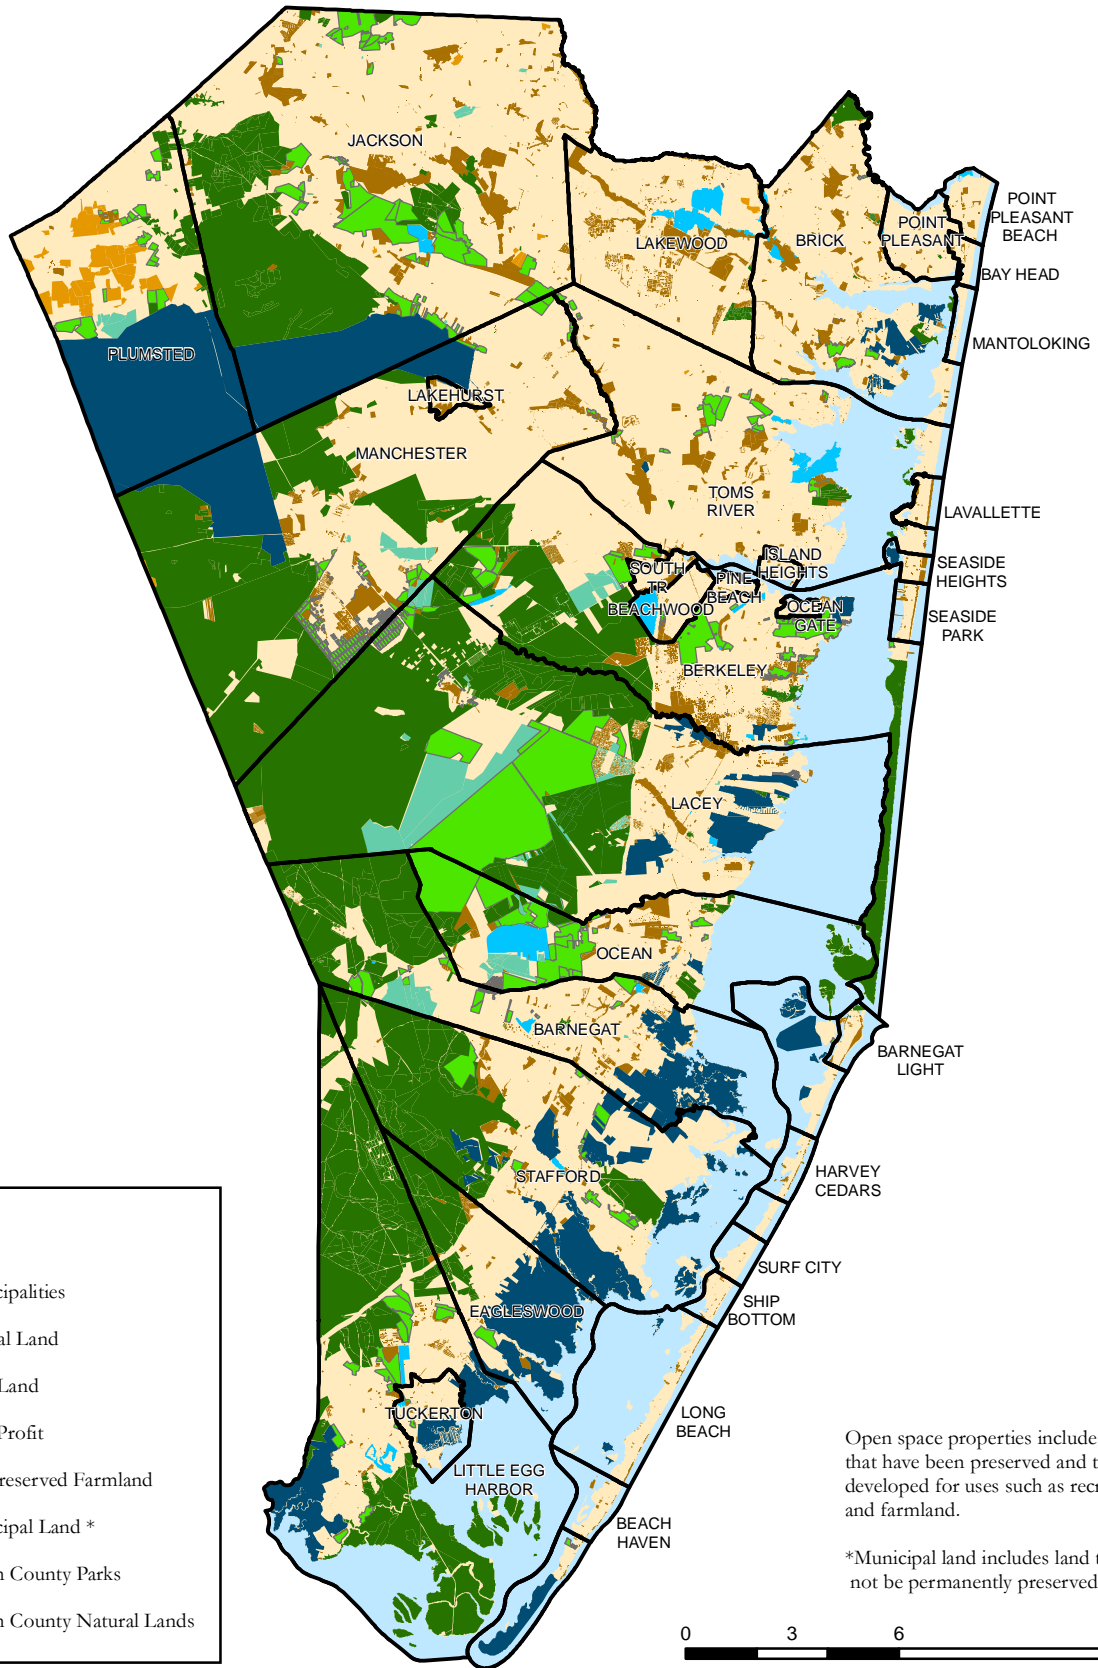 JACKSON
POINT
PLEASANT
BEACH
LAKEWOOD
BRICK
POINT
PLEASANT
BAY HEAD
MANTOLOKING
PLUMSTED
LAKEHURST
MANCHESTER
TOMS
RIVER
LAVALLETTE
ISLAND
HEIGHTS
SEASIDE
HEIGHTS
SOUTH
TR
PINE
BEACH
BEACHWOOD
OCEAN
GATE
SEASIDE
PARK
BERKELEY
LACEY
OCEAN
BARNEGAT
BARNEGAT
LIGHT
STAFFORD
HARVEY
CEDARS
SURF CITY
SHIP
BOTTOM
EAGLESWOOD
TUCKERTON
LONG
BEACH
LITTLE EGG
HARBOR
BEACH
HAVEN
cipalities
al Land
Land
Profit
reserved Farmland
cipal Land *
n County Parks
n County Natural Lands
Open space properties include
that have been preserved and t
developed for uses such as recr
and farmland.
*Municipal land includes land t
not be permanently preserved
0 3 6